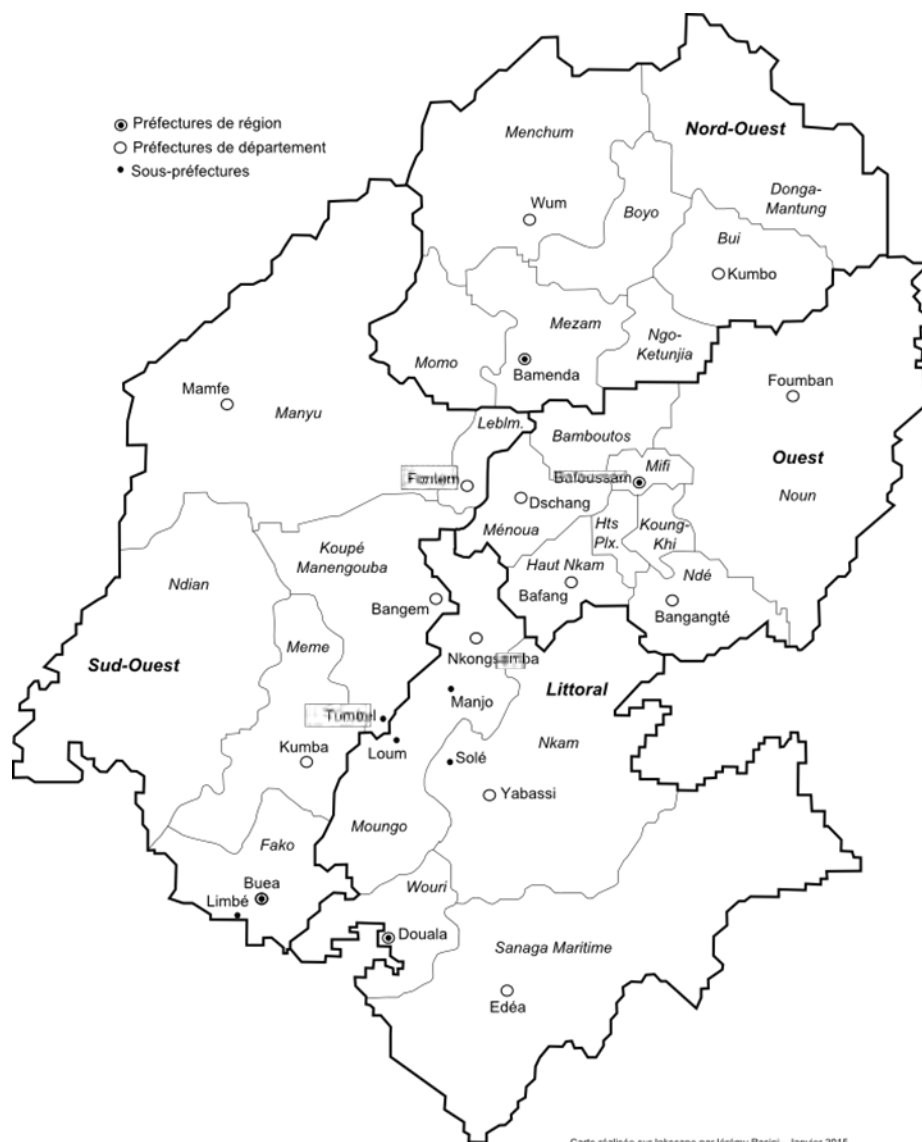 Préfectures de région
Préfectures de département
Sous-préfectures
Menchum
Nord-Ouest
Wum
Boyo
Donga-
Mantung
Bui
Kumbo
Mezam
Ngo-
Ketunjia
Momo
Bamenda
Mamfe
Manyu
Leblm.
Bamboutos
Foumban
Fontem
Bafoussam
Mifi
Ouest
Noun
Dschang
Ménoua
Hts
Plx.
Koung-
Khi
Koupé
Manengouba
Haut Nkam
Bafang
Ndé
Bangangté
Ndian
Bangem
Meme
Nkongsamba
Sud-Ouest
Littoral
Manjo
Tombel
Loum
Nkam
Kumba
Solé
Yabassi
Moungo
Fako
Buea
Limbé
Wouri
Douala
Sanaga Maritime
Edéa